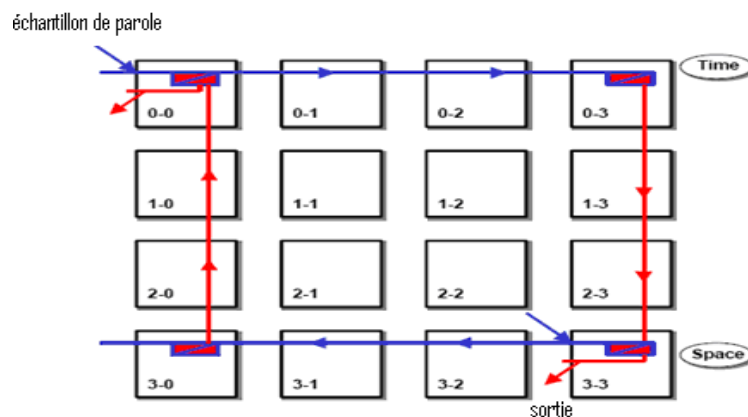 échantillon de parole
Time
0-0 0-1 0-2 0-3
1-0 1-1 1-2 1-3
2-0 2-1 2-2 2-3
3-0 3-1 3-2 3-3
Space
sortie